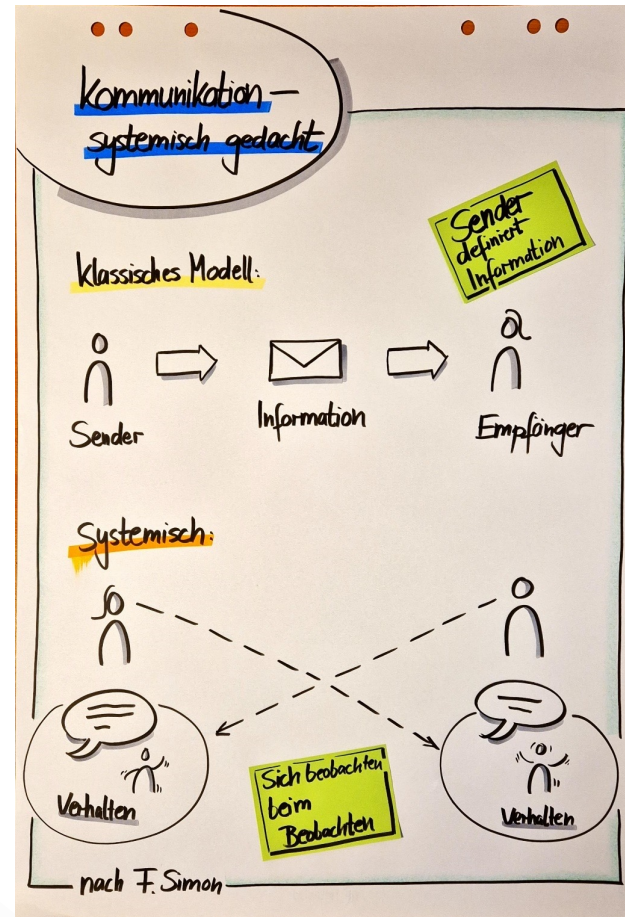 Kommunikation –
systemisch gedacht
Sender
definiert
Information
Klassisches Modell:
Sender
Information
Empfänger
Systemisch:
Verhalten
Sich beobachten
beim
Beobachten
Verhalten
nach F. Simon